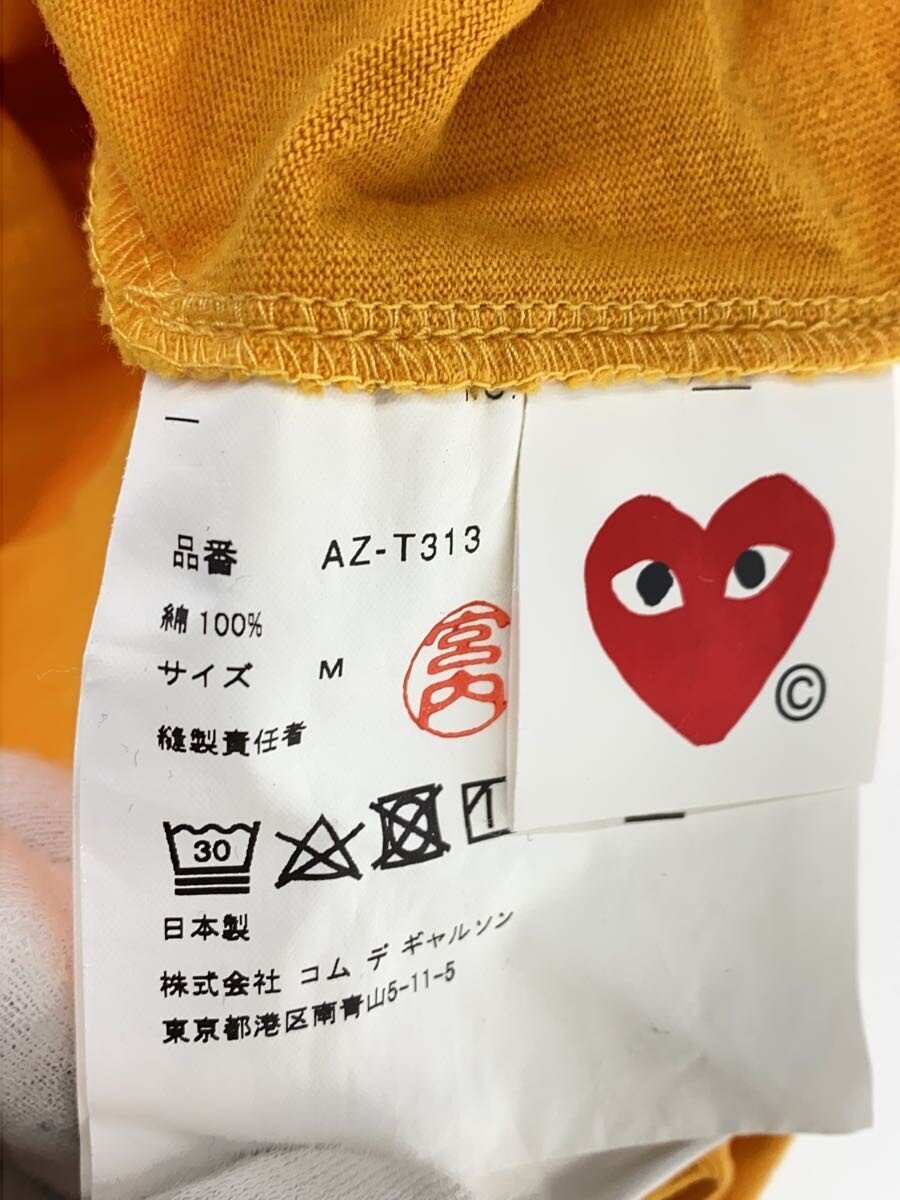 品番 AZ-T313
綿 100%
サイズ M
宮内
縫製責任者
30
日本製
株式会社 コム デ ギャルソン
東京都港区南青山5-11-5
©